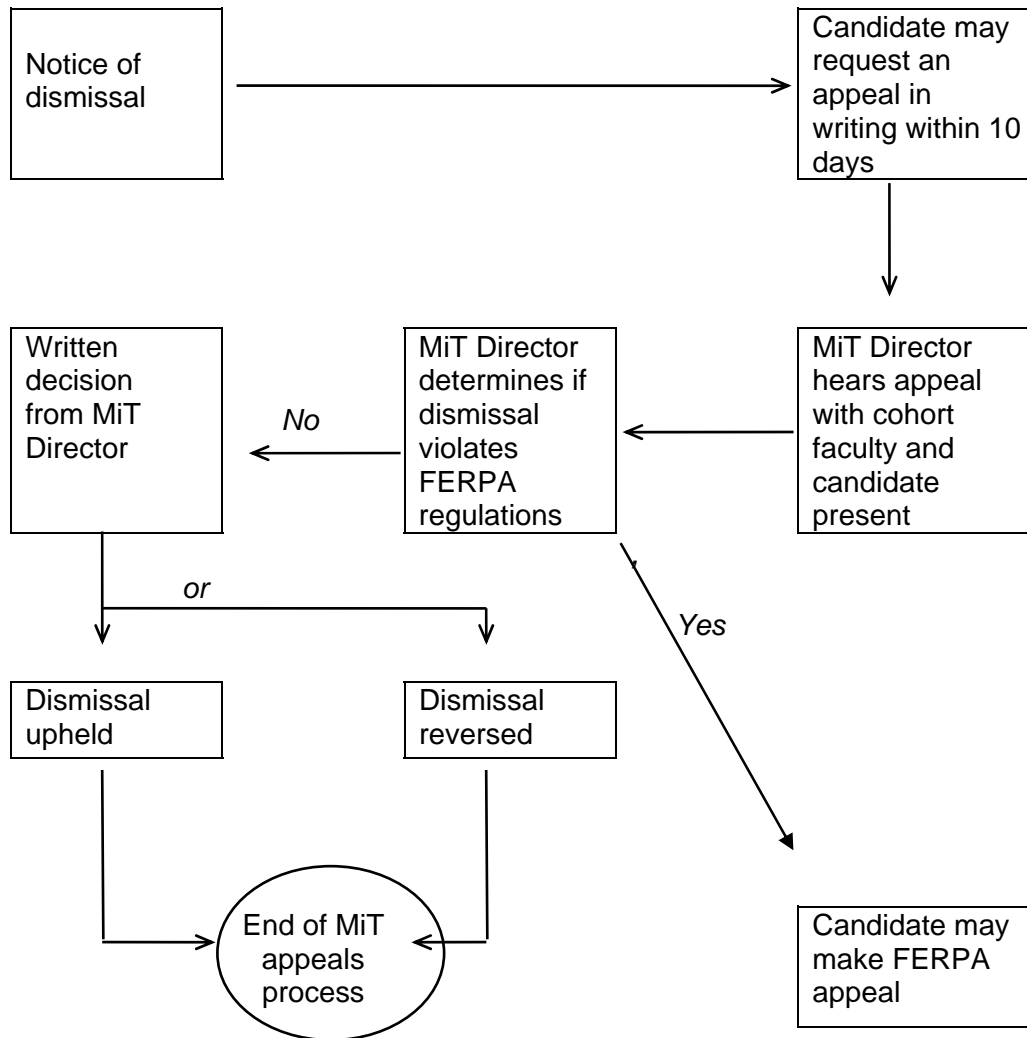 Notice of
dismissal
Candidate may
request an
appeal in
writing within 10
days
Written
decision
from MiT
Director
No
MiT Director
determines if
dismissal
violates
FERPA
regulations
MiT Director
hears appeal
with cohort
faculty and
candidate
present
or
Yes
Dismissal
upheld
Dismissal
reversed
End of MiT
appeals
process
Candidate may
make FERPA
appeal